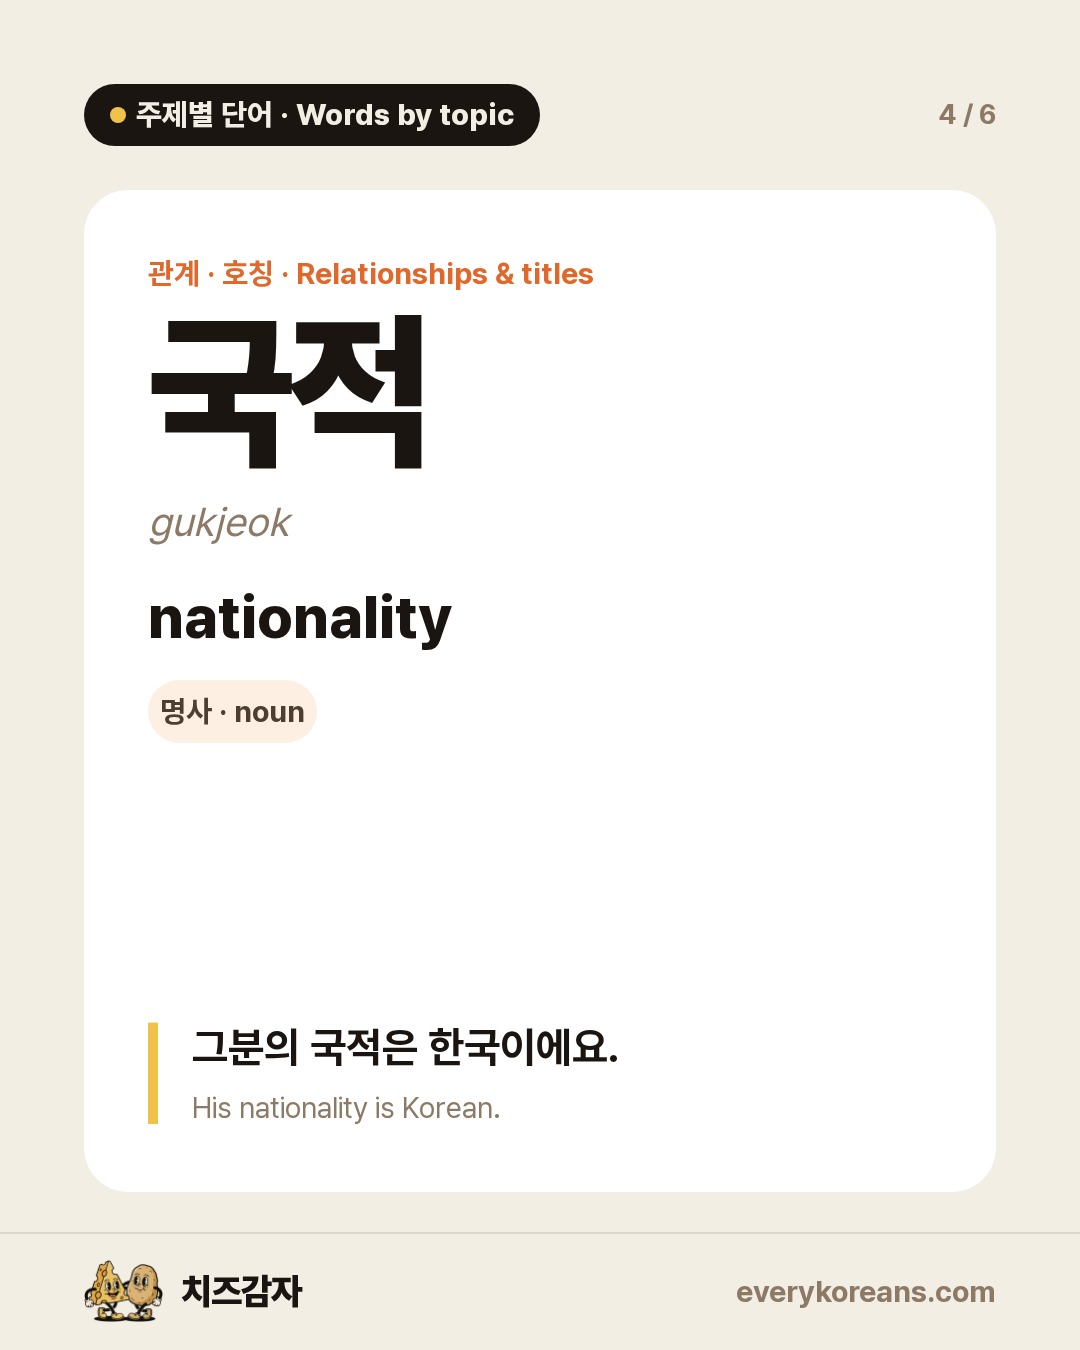 주제별 단어 · Words by topic
4 / 6
관계 · 호칭 · Relationships & titles
국적
gukjeok
nationality
명사 · noun
그분의 국적은 한국이에요.
His nationality is Korean.
치즈감자
everykoreans.com